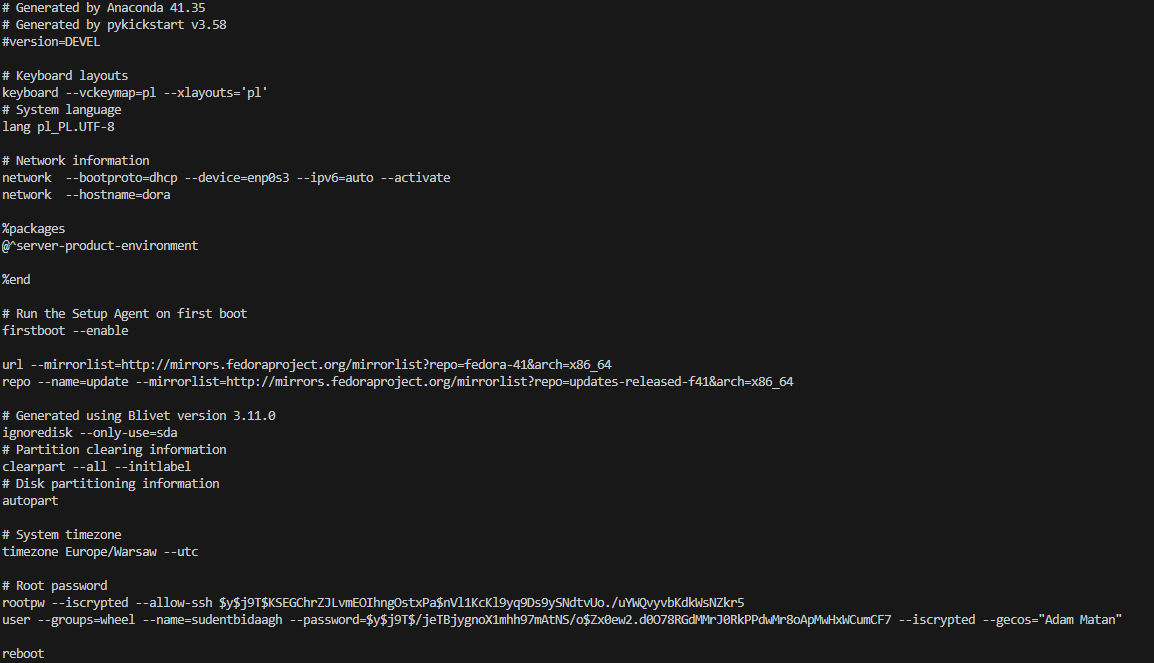 # Generated by Anaconda 41.35
# Generated by pykickstart v3.58
#version=DEVEL
# Keyboard layouts
keyboard --vckeymap=pl --xlayouts='pl'
# System language
lang pl_PL.UTF-8
# Network information
network  --bootproto=dhcp --device=enp0s3 --ipv6=auto --activate
network  --hostname=dora
%packages
@^server-product-environment
%end
# Run the Setup Agent on first boot
firstboot --enable
url --mirrorlist=http://mirrors.fedoraproject.org/mirrorlist?repo=fedora-41&arch=x86_64
repo --name=update --mirrorlist=http://mirrors.fedoraproject.org/mirrorlist?repo=updates-released-f41&arch=x86_64
# Generated using Blivet version 3.11.0
ignoredisk --only-use=sda
# Partition clearing information
clearpart --all --initlabel
# Disk partitioning information
autopart
# System timezone
timezone Europe/Warsaw --utc
# Root password
rootpw --iscrypted --allow-ssh $y$j9T$KSEGChrZJLvmEOIhngOstxPa$nVl1KcKl9yq9Ds9ySNdtvUo./uYWQvyvbKdkWsNZkr5
user --groups=wheel --name=sudentbidaagh --password=$y$j9T$/jeTBjygnoX1mhh97mAtNS/o$Zx0ew2.d0O78RGdMMrJ0RkPPdwMr8oApMwHxWCumCF7 --iscrypted --gecos="Adam Matan"
reboot